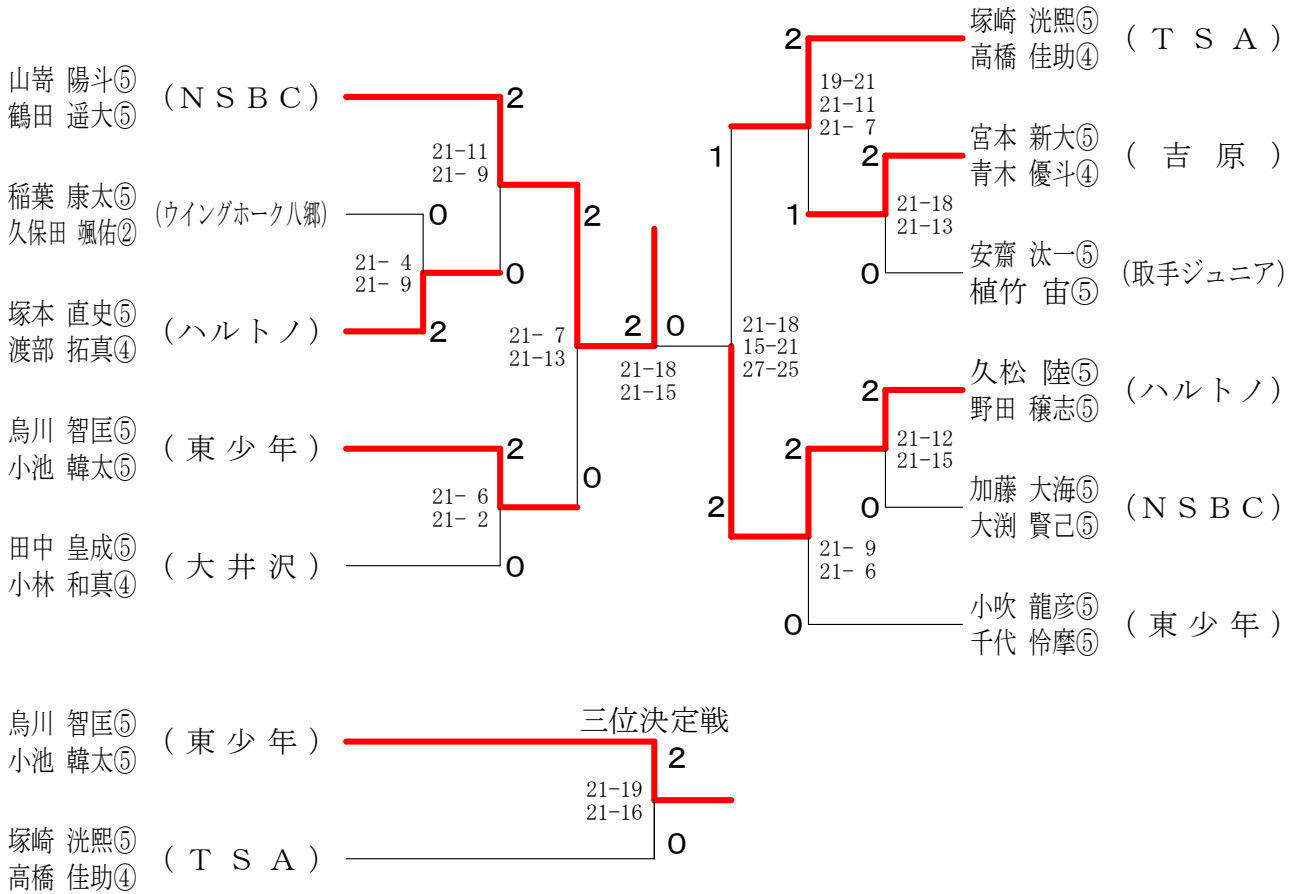 山嵜 陽斗⑤
鶴田 遥大⑤
(NSBC)
2
21-11
21- 9
稲葉 康太⑤
久保田 颯佑②
(ウイングホーク八郷)
0
21- 4
21- 9
0
塚本 直史⑤
渡部 拓真④
(ハルトノ)
2
2
21- 7
21-13
烏川 智匡⑤
小池 韓太⑤
(東少年)
2
21- 6
21- 2
0
田中 皇成⑤
小林 和真④
(大井沢)
0
2
0
21-18
21-15
塚崎 洸熙⑤
高橋 佳助④
(TSA)
2
19-21
21-11
21- 7
1
宮本 新大⑤
青木 優斗④
(吉原)
2
21-18
21-13
1
安齋 汰一⑤
植竹 宙⑤
(取手ジュニア)
0
21-18
15-21
27-25
久松 陸⑤
野田 穣志⑤
(ハルトノ)
2
21-12
21-15
2
加藤 大海⑤
大渕 賢己⑤
(NSBC)
0
2
21- 9
21- 6
小吹 龍彦⑤
千代 怜摩⑤
(東少年)
0
三位決定戦
烏川 智匡⑤
小池 韓太⑤
(東少年)
2
21-19
21-16
塚崎 洸熙⑤
高橋 佳助④
(TSA)
0